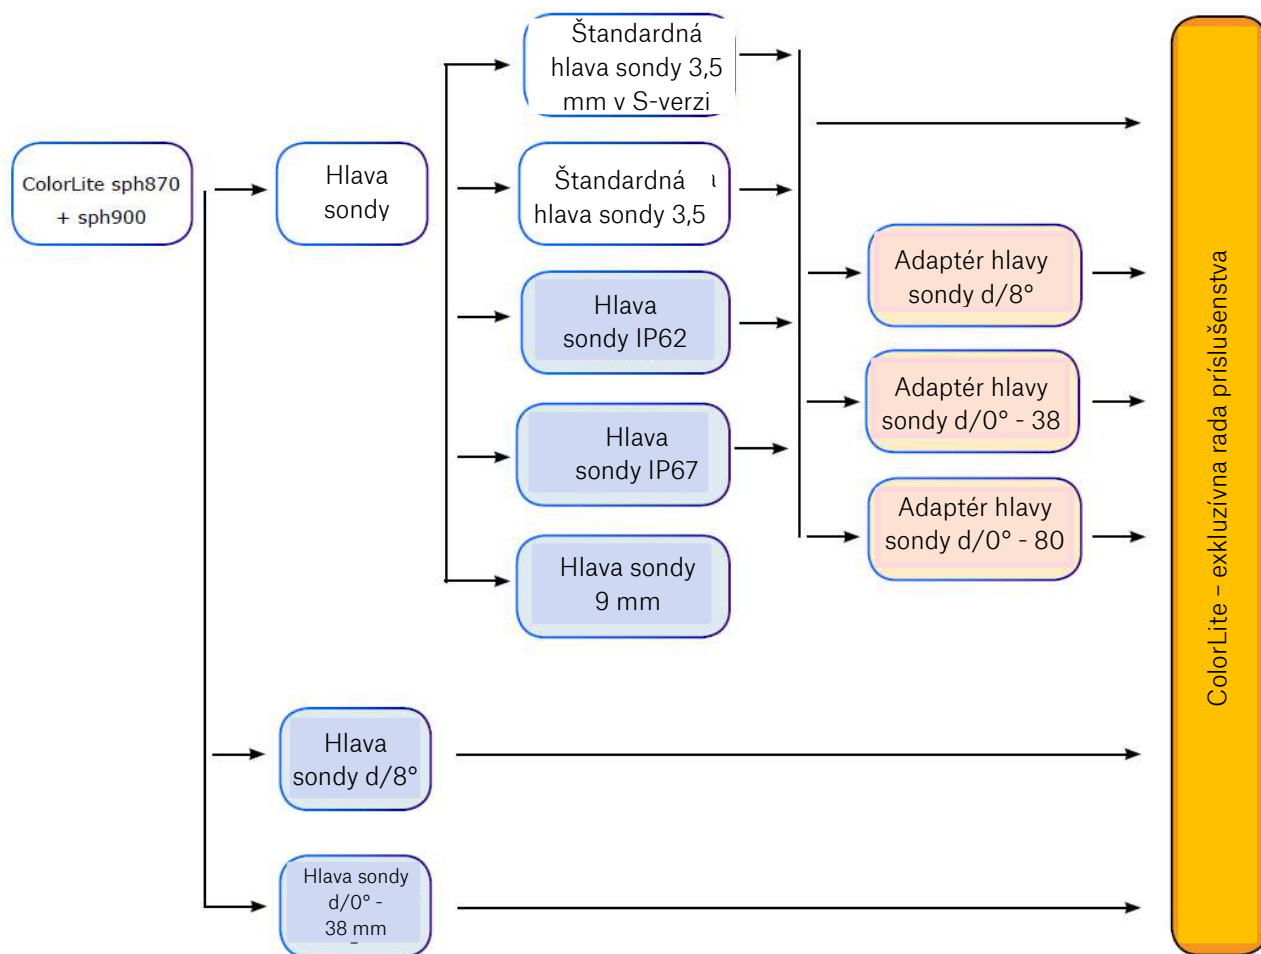 ColorLite sph870
+ sph900
Hlava
sondy
Štandardná
hlava sondy 3,5
mm v S-verzi
Štandardná
hlava sondy 3,5
Hlava
sondy IP62
Hlava
sondy IP67
Hlava sondy
9 mm
Adaptér hlavy
sondy d/8°
Adaptér hlavy
sondy d/0° - 38
Adaptér hlavy
sondy d/0° - 80
Hlava
sondy d/8°
Hlava sondy
d/0° -
38 mm
ColorLite – exkluzívna rada príslušenstva